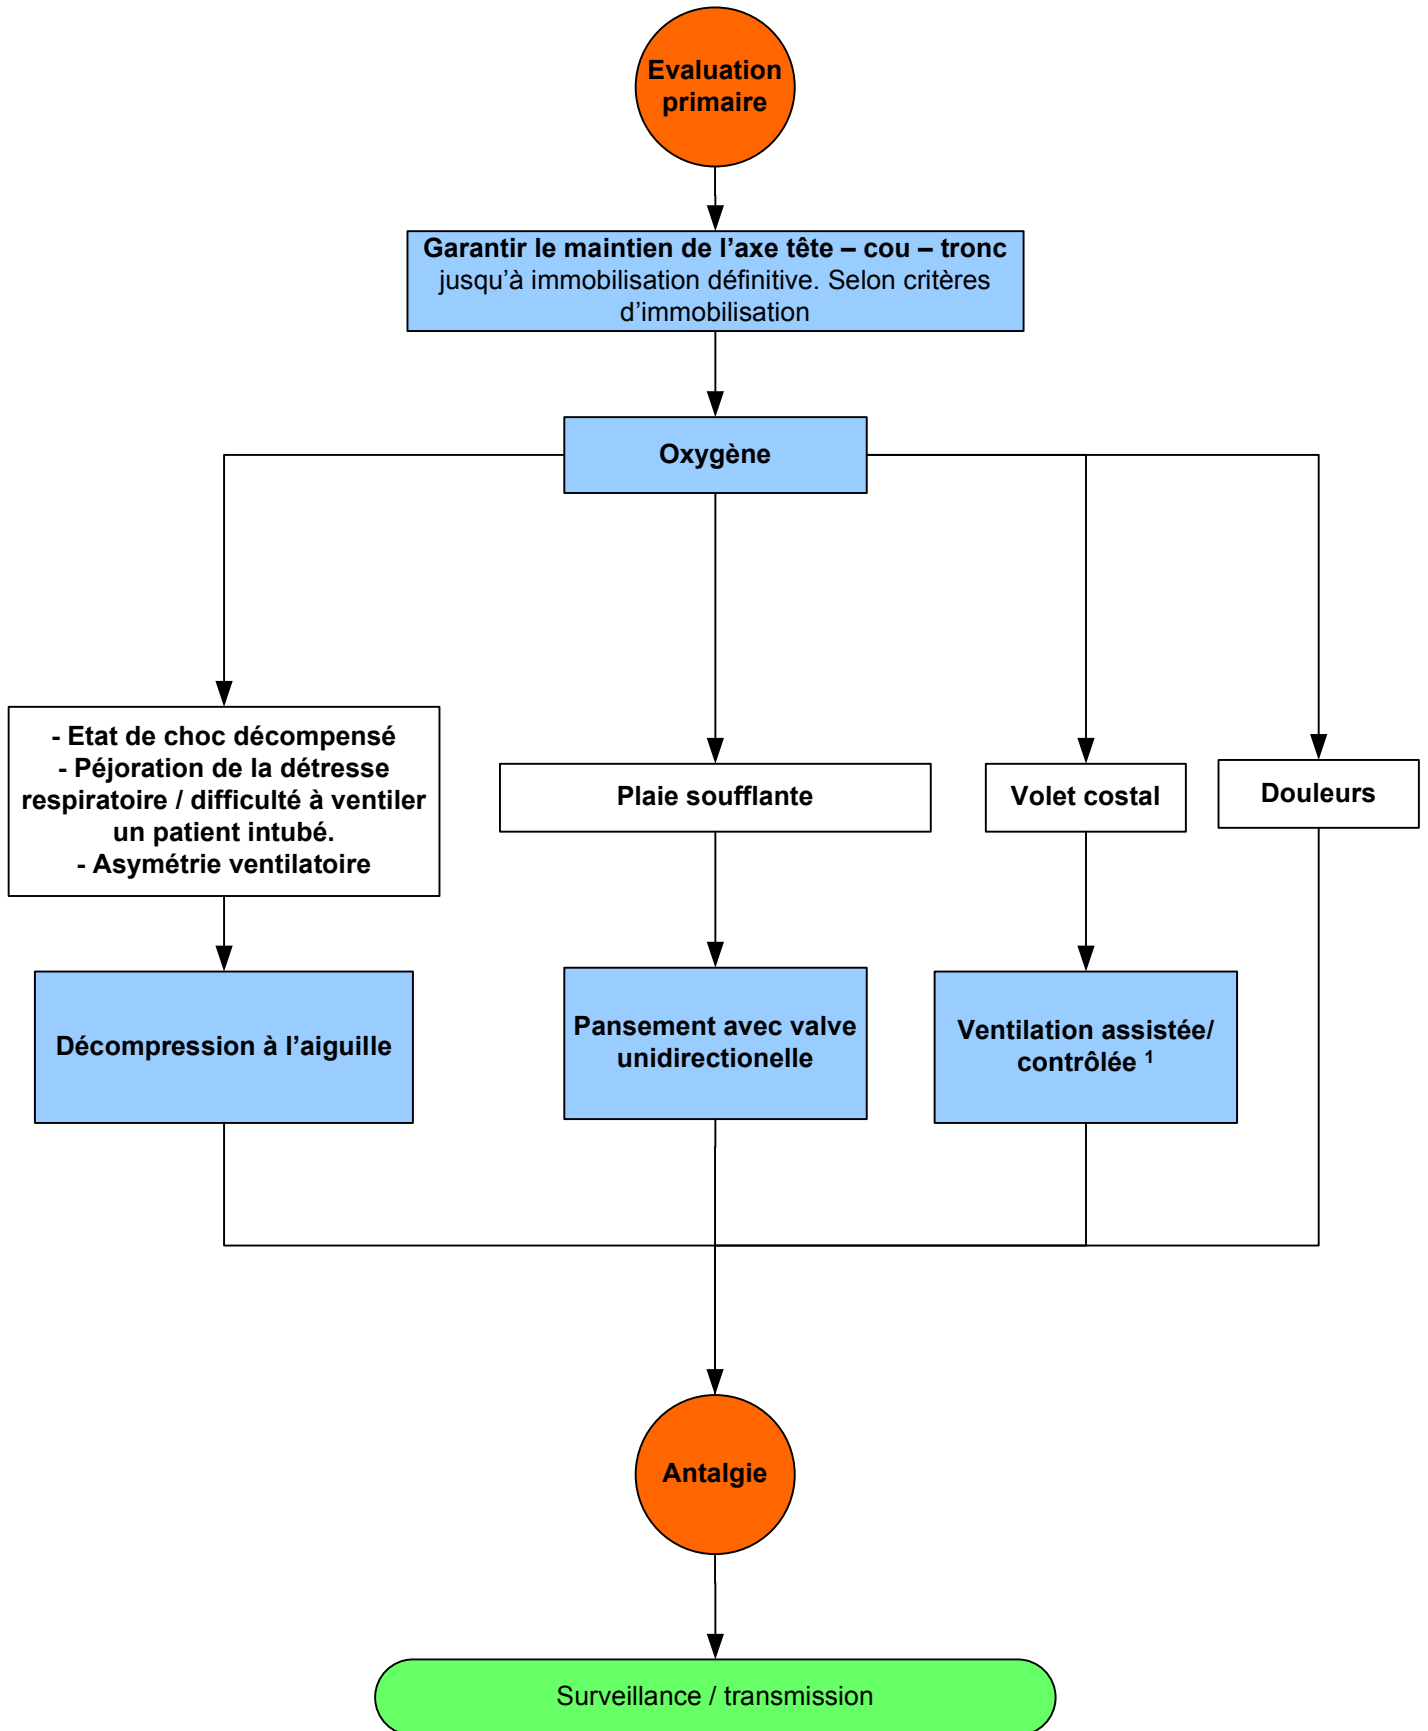 Evaluation
primaire
Garantir le maintien de l’axe tête – cou – tronc
jusqu’à immobilisation définitive. Selon critères
d’immobilisation
Oxygène
- Etat de choc décompensé
- Péjoration de la détresse
respiratoire / difficulté à ventiler
un patient intubé.
- Asymétrie ventilatoire
Plaie soufflante
Volet costal
Douleurs
Décompression à l’aiguille
Pansement avec valve
unidirectionelle
Ventilation assistée/
contrôlée ¹
Antalgie
Surveillance / transmission